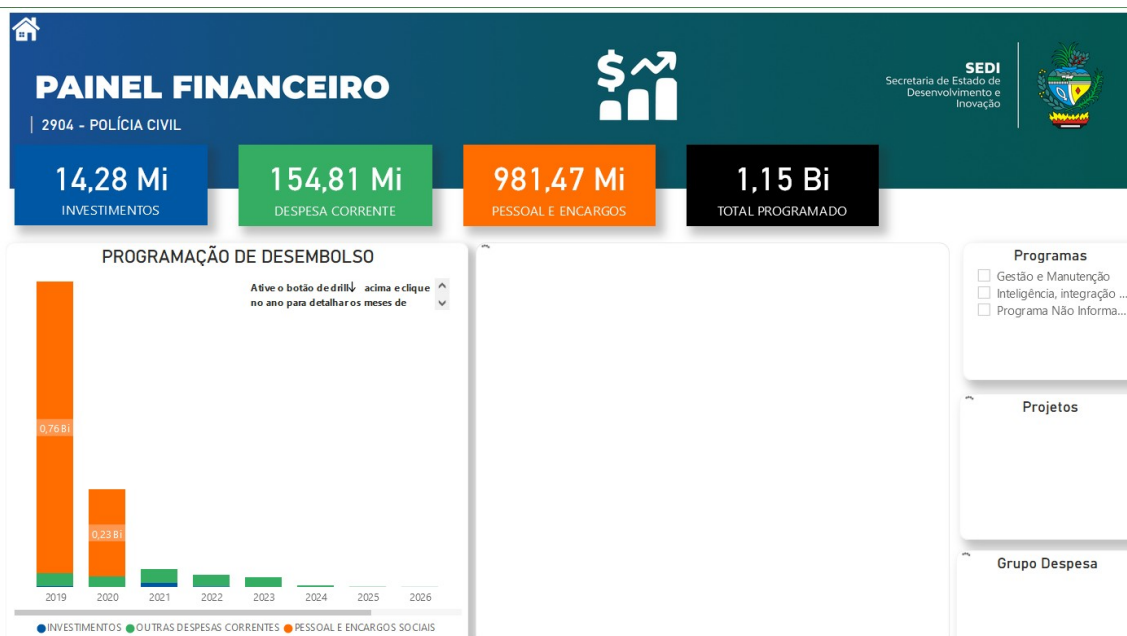 PAINEL FINANCEIRO
2904 - POLÍCIA CIVIL
SEDI
Secretaria de Estado de
Desenvolvimento e
Inovação
14,28 Mi
INVESTIMENTOS
154,81 Mi
DESPESA CORRENTE
981,47 Mi
PESSOAL E ENCARGOS
1,15 Bi
TOTAL PROGRAMADO
PROGRAMAÇÃO DE DESEMBOLSO
Ative o botão de drill↓ acima e clique
no ano para detalhar os meses de
0,76 Bi
0,23 Bi
2019 2020 2021 2022 2023 2024 2025 2026
INVESTIMENTOS OUTRAS DESPESAS CORRENTES PESSOAL E ENCARGOS SOCIAIS
Programas
Gestão e Manutenção
Inteligência, integração ...
Programa Não Informa...
Projetos
Grupo Despesa